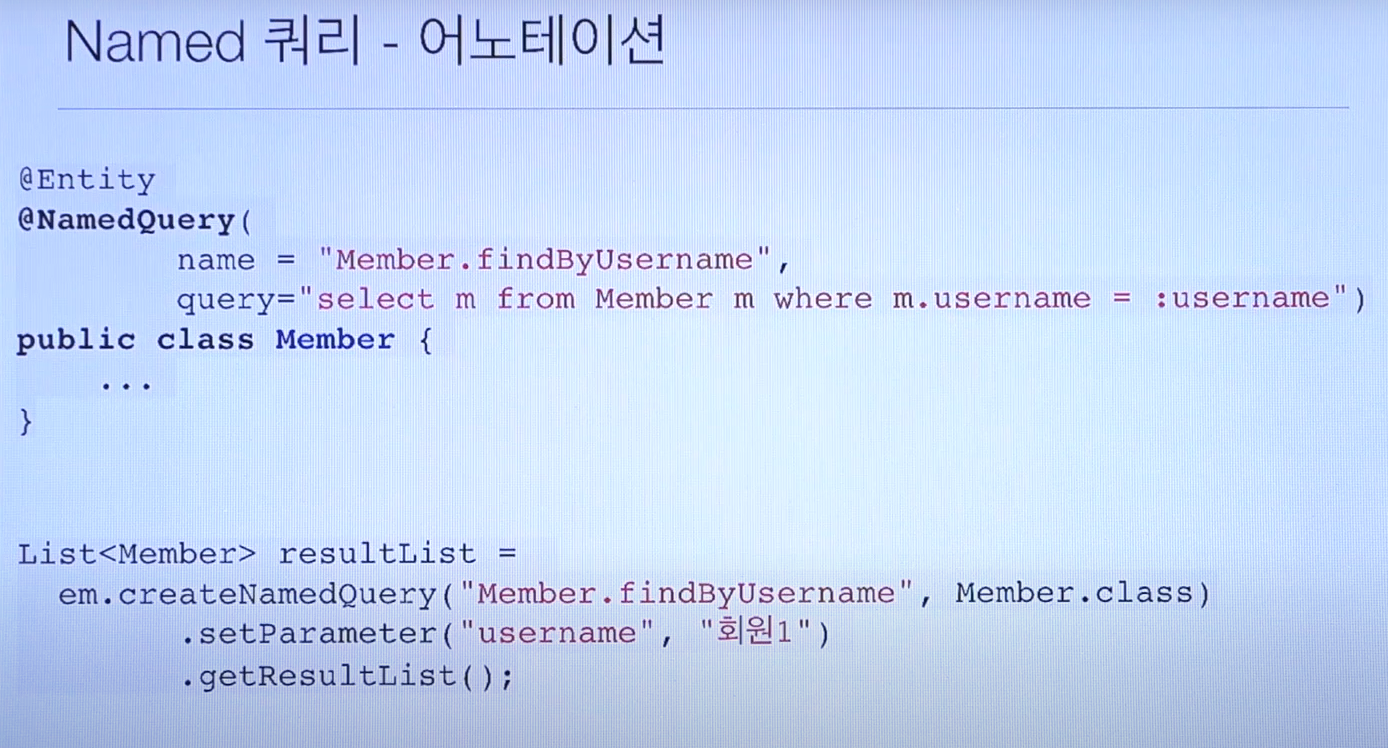 Named 쿼리 - 어노테이션
@Entity
@NamedQuery(
name = "Member.findByUsername",
query="select m from Member m where m.username = :username")
public class Member {
...
}
List<Member> resultList =
em.createNamedQuery("Member.findByUsername", Member.class)
.setParameter("username", "회원1")
.getResultList();